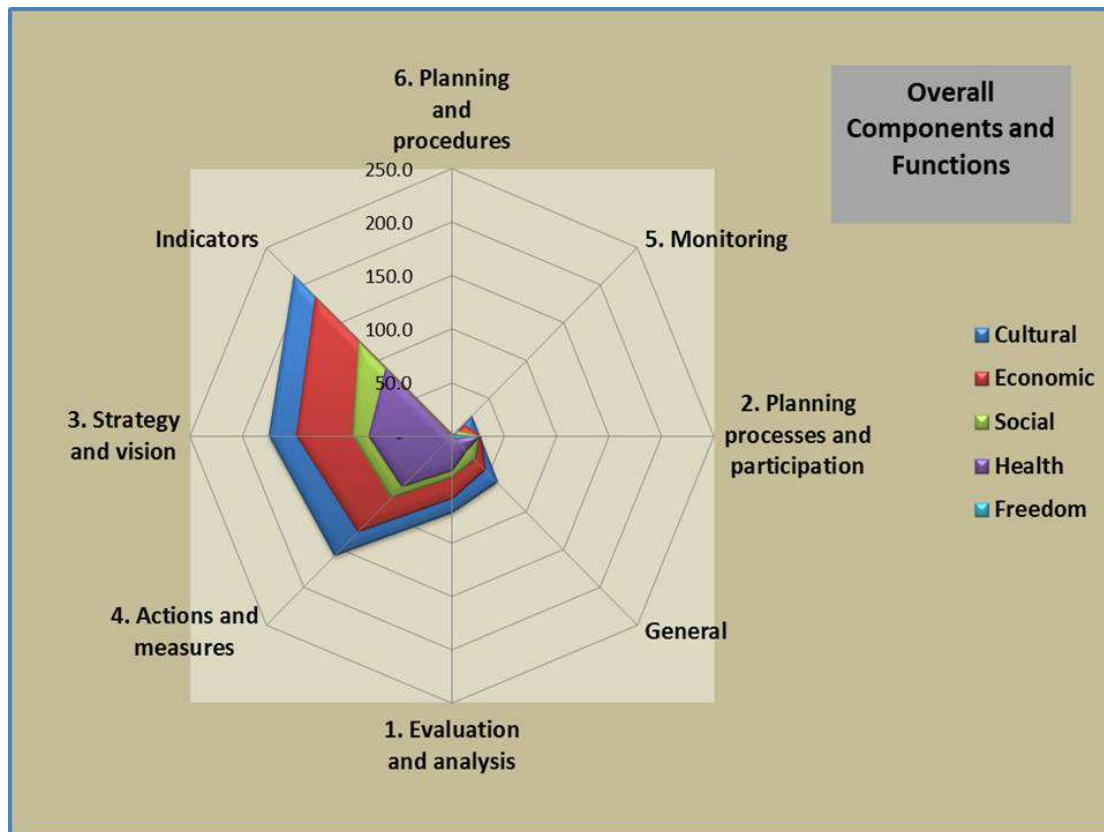 6. Planning
and
procedures
Overall
Components and
Functions
250.0
200.0
150.0
100.0
50.0
-
Indicators
5. Monitoring
3. Strategy
and vision
2. Planning
processes and
participation
4. Actions and
measures
General
1. Evaluation
and analysis
Cultural
Economic
Social
Health
Freedom